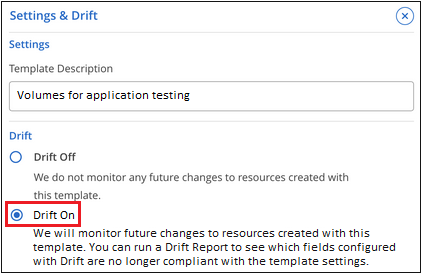 Settings & Drift
Settings
Template Description
Volumes for application testing
Drift
Drift Off
We do not monitor any future changes to resources created with
this template.
Drift On
We will monitor future changes to resources created with this
template. You can run a Drift Report to see which fields configured
with Drift are no longer compliant with the template settings.